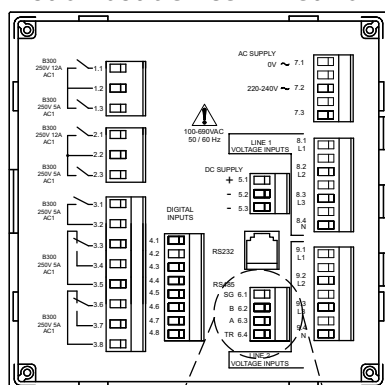 B300
250V 12A
AC1
1.1
1.2
B300
250V 5A
AC1
1.3
B300
250V 12A
AC1
2.1
2.2
B300
250V 5A
AC1
2.3
B300
250V 5A
AC1
3.1
3.2
B300
250V 5A
AC1
3.3
3.4
3.5
B300
250V 5A
AC1
3.6
3.7
3.8
DIGITAL
INPUTS
4.1
4.2
4.3
4.4
4.5
4.6
4.7
4.8
100-690VAC
50 / 60 Hz
AC SUPPLY
0V ~ 7.1
220-240V ~ 7.2
7.3
LINE 1
VOLTAGE INPUTS
8.1
L1
8.2
L2
8.3
L3
8.4
N
DC SUPPLY
+ 5.1
- 5.2
- 5.3
RS232
RS485
SG 6.1
B 6.2
A 6.3
TR 6.4
9.1
L1
9.2
L2
9.3
L3
9.4
N
LINE 2
VOLTAGE INPUTS